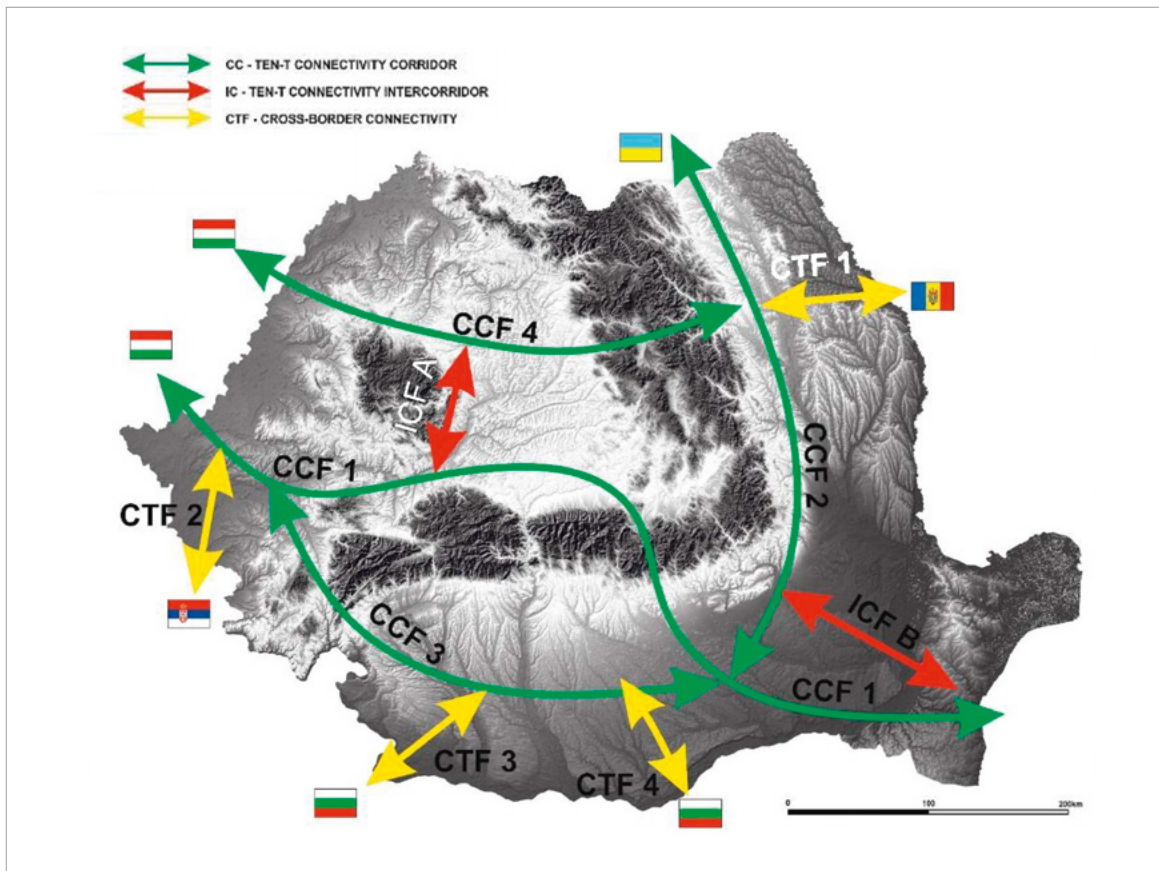 CC - TEN-T CONNECTIVITY CORRIDOR
IC - TEN-T CONNECTIVITY INTERCORRIDOR
CTF - CROSS-BORDER CONNECTIVITY
CTF 1
CCF 4
ICF A
CCF 1
CCF 2
CTF 2
ICF B
CCF 3
CCF 1
CTF 3
CTF 4
0 100 200km